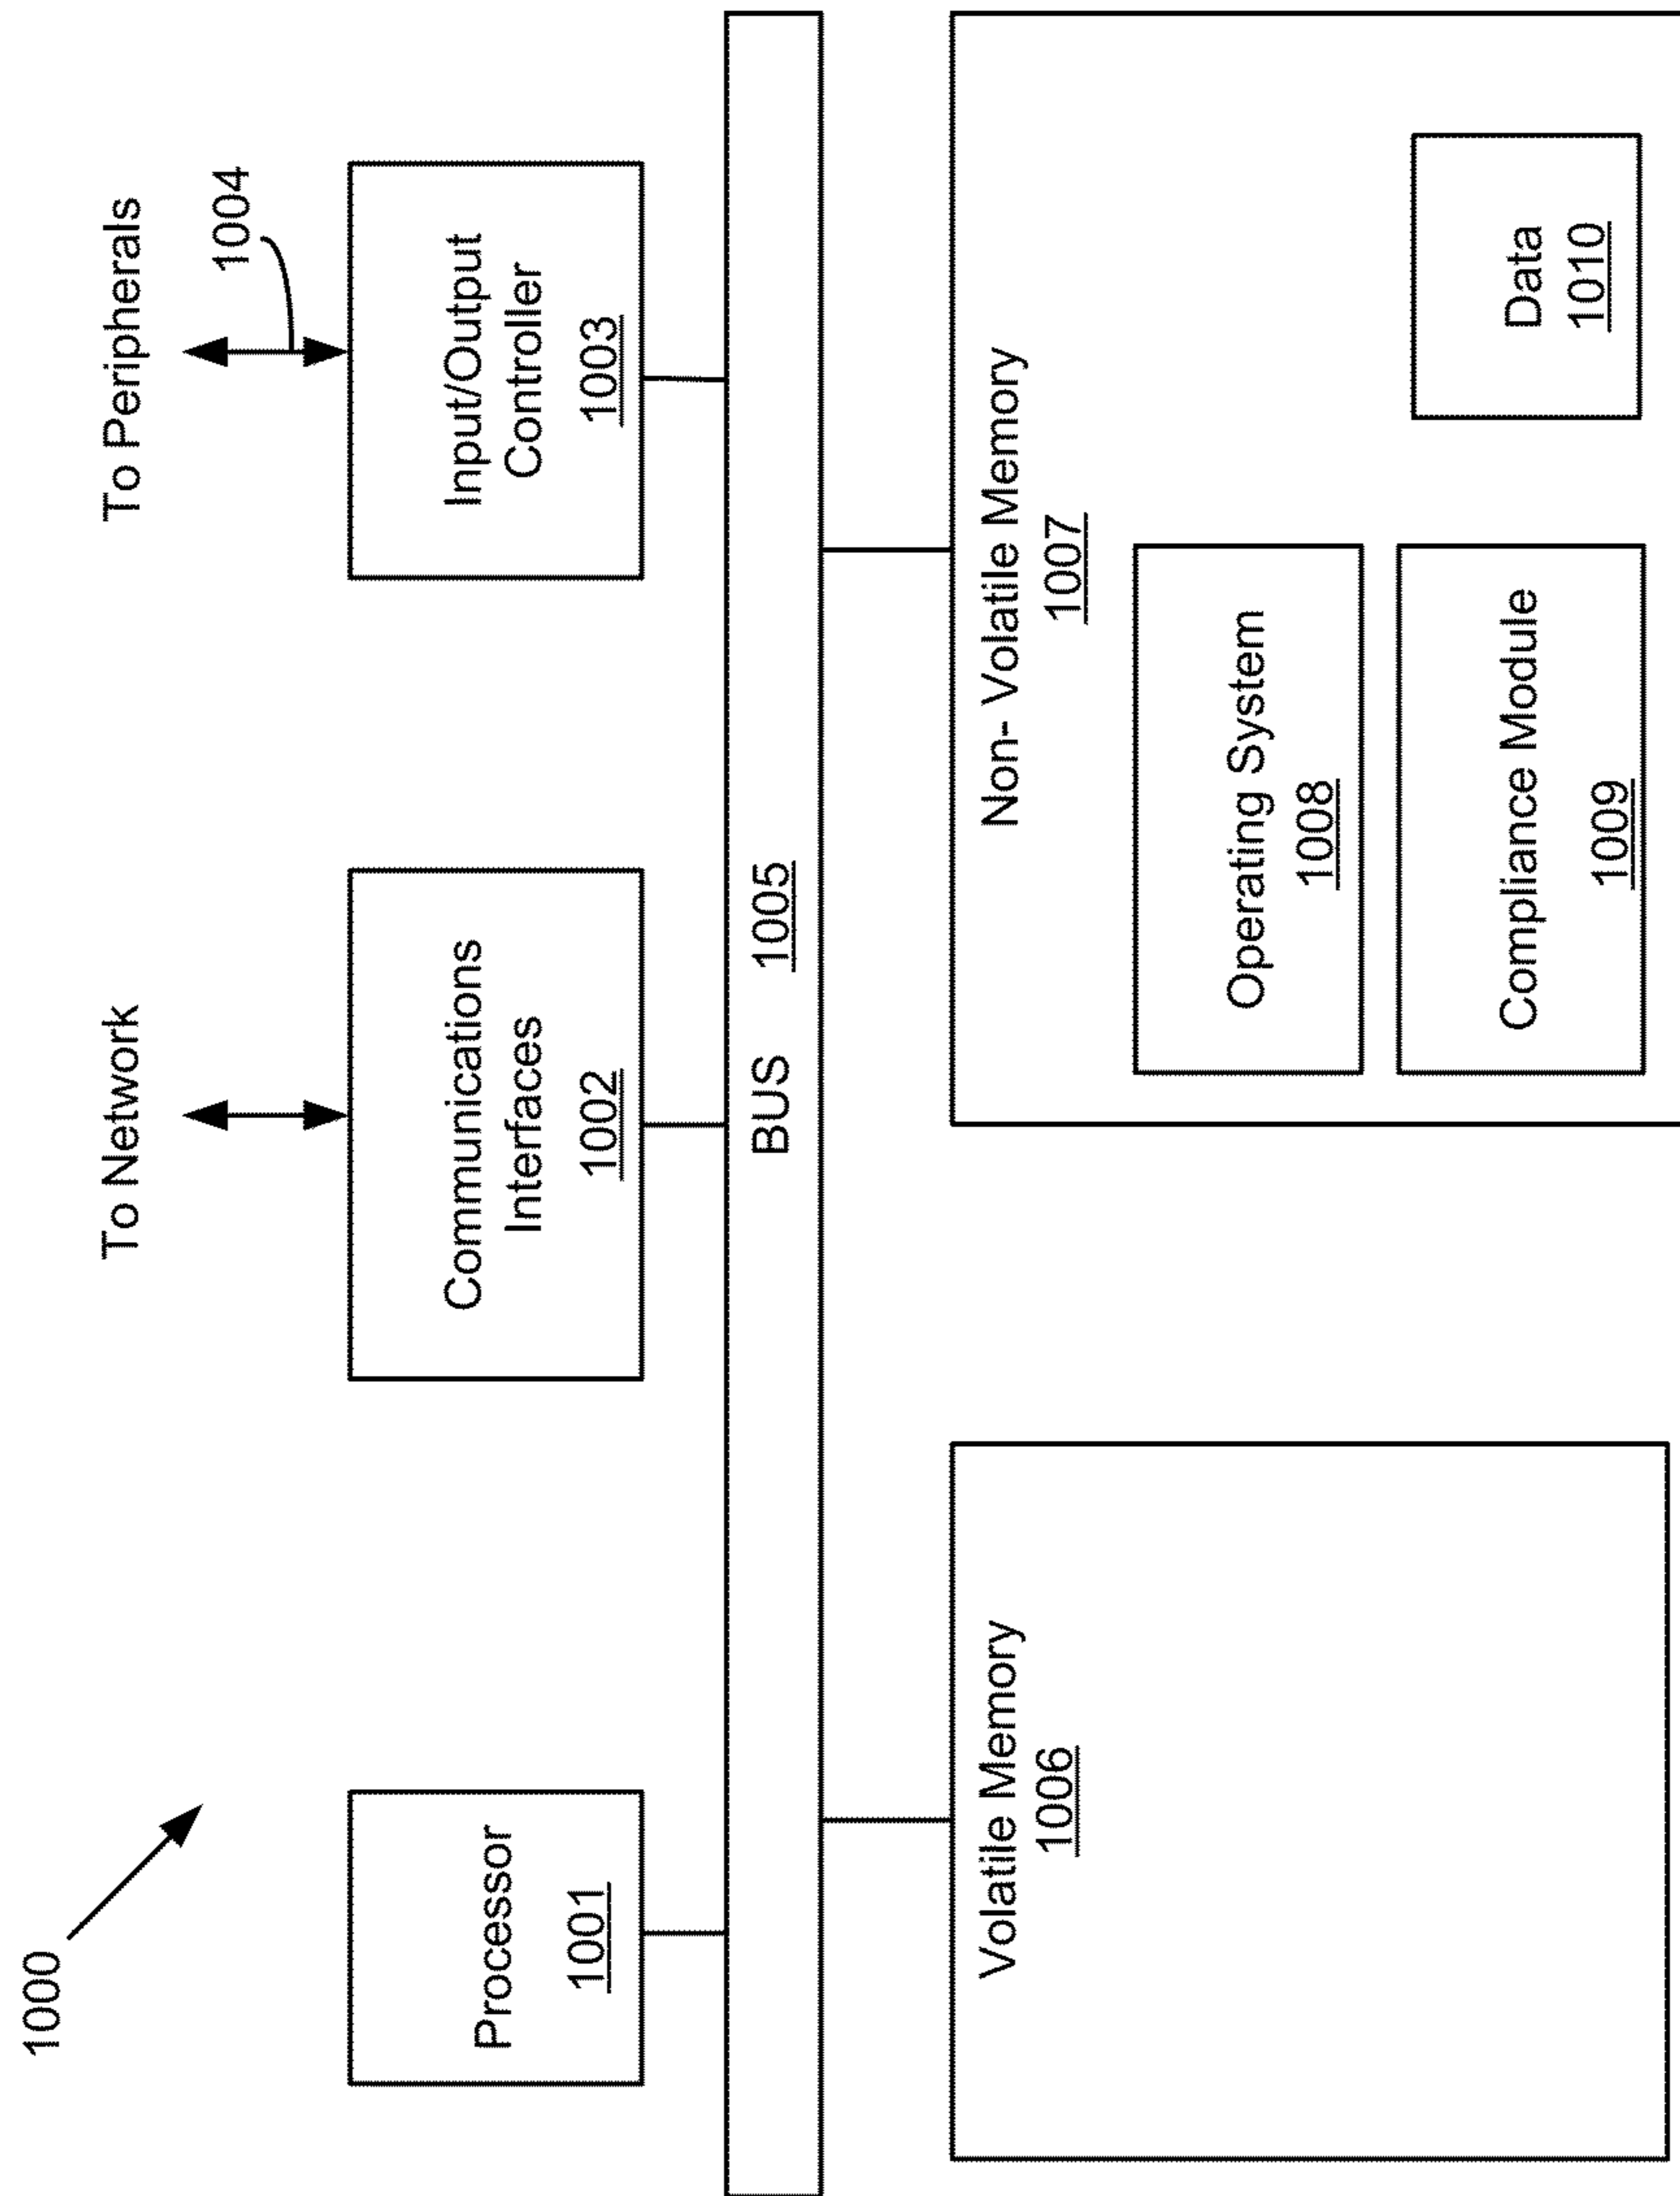 1000
To Network
To Peripherals
1004
Processor
1001
Communications
Interfaces
1002
Input/Output
Controller
1003
BUS 1005
Volatile Memory
1006
Non- Volatile Memory
1007
Operating System
1008
Compliance Module
1009
Data
1010